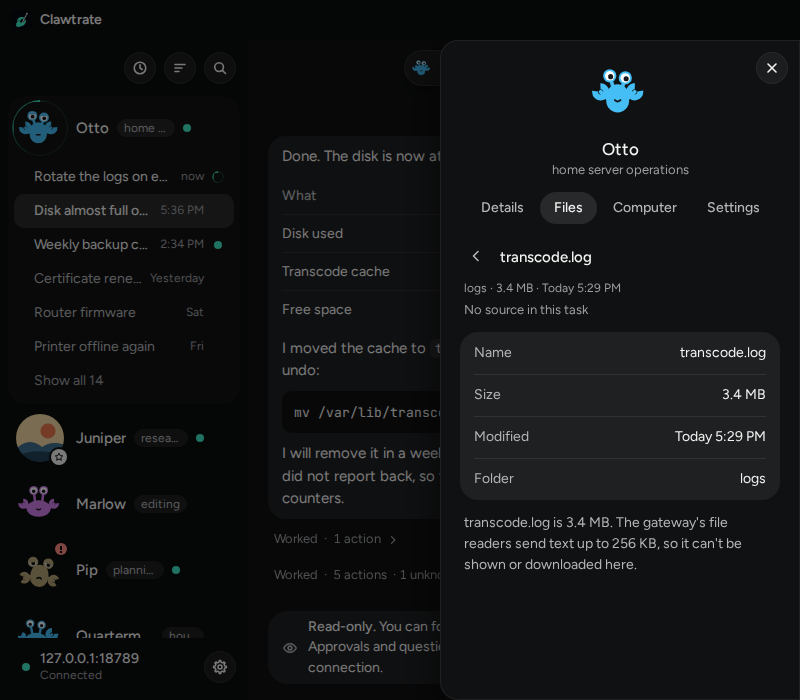 Clawtrate
Otto
home ...
Rotate the logs on e...
now
Disk almost full o...
5:36 PM
Weekly backup c...
2:34 PM
Certificate rene...
Yesterday
Router firmware
Sat
Printer offline again
Fri
Show all 14
Juniper
resea...
Marlow
editing
Pip
planni...
Quarterm
hou
127.0.0.1:18789
Connected
Done. The disk is now at
What
Disk used
Transcode cache
Free space
I moved the cache to
undo:
mv /var/lib/transco
I will remove it in a week
did not report back, so
counters.
Worked · 1 action
Worked · 5 actions · 1 unkno
Read-only. You can fo
Approvals and questio
connection.
Otto
home server operations
Details
Files
Computer
Settings
transcode.log
logs · 3.4 MB · Today 5:29 PM
No source in this task
Name
transcode.log
Size
3.4 MB
Modified
Today 5:29 PM
Folder
logs
transcode.log is 3.4 MB. The gateway's file
readers send text up to 256 KB, so it can't be
shown or downloaded here.